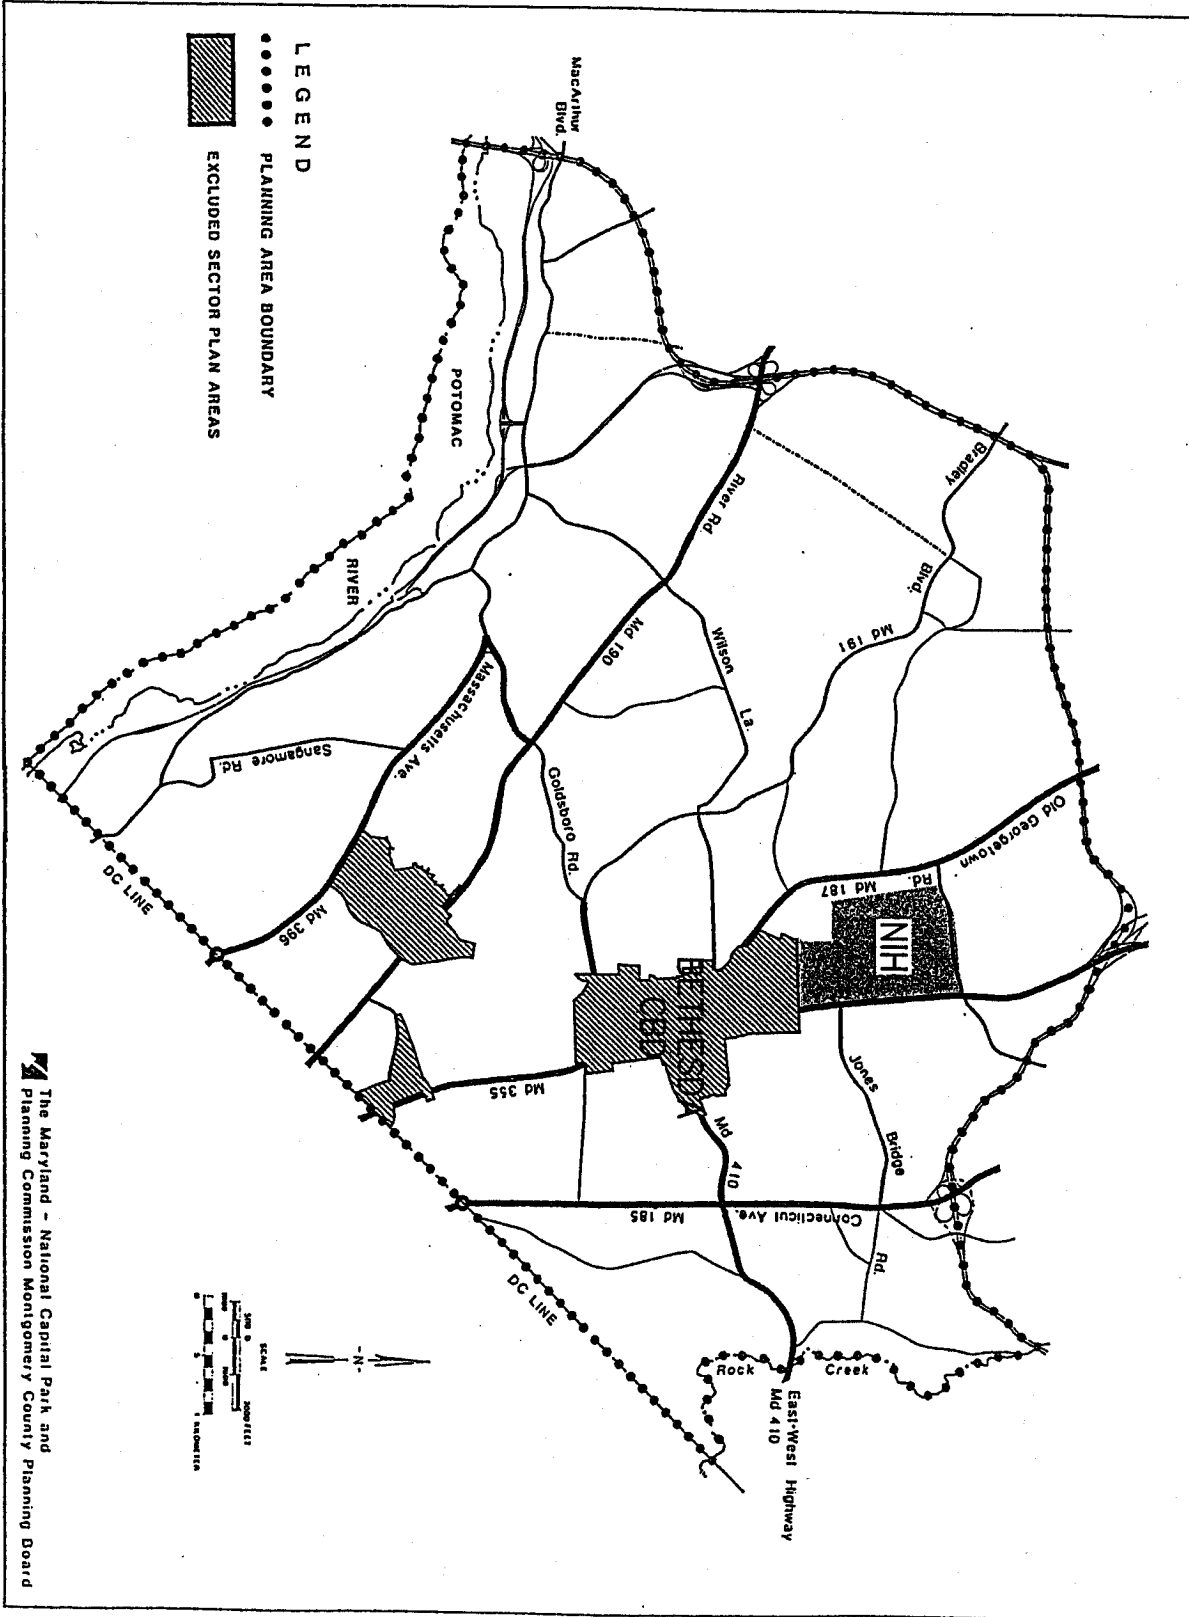 LEGEND
PLANNING AREA BOUNDARY
EXCLUDED SECTOR PLAN AREAS
MacArthur
Blvd.
POTOMAC
RIVER
River Rd.
Md 190
Bradley
Blvd.
Md 191
Wilson
La.
Massachusetts Ave.
Sangamore Rd.
Goldsboro Rd.
Old Georgetown
Rd.
Md 187
NIH
BETHESD
CBD
DC LINE
Md 396
Md 355
Jones
Bridge
Rd.
Md
410
Connecticut Ave.
Md 185
DC LINE
Rock
Creek
East-West Highway
Md 410
-N-
SCALE
The Maryland - National Capital Park and
Planning Commission Montgomery County Planning Board